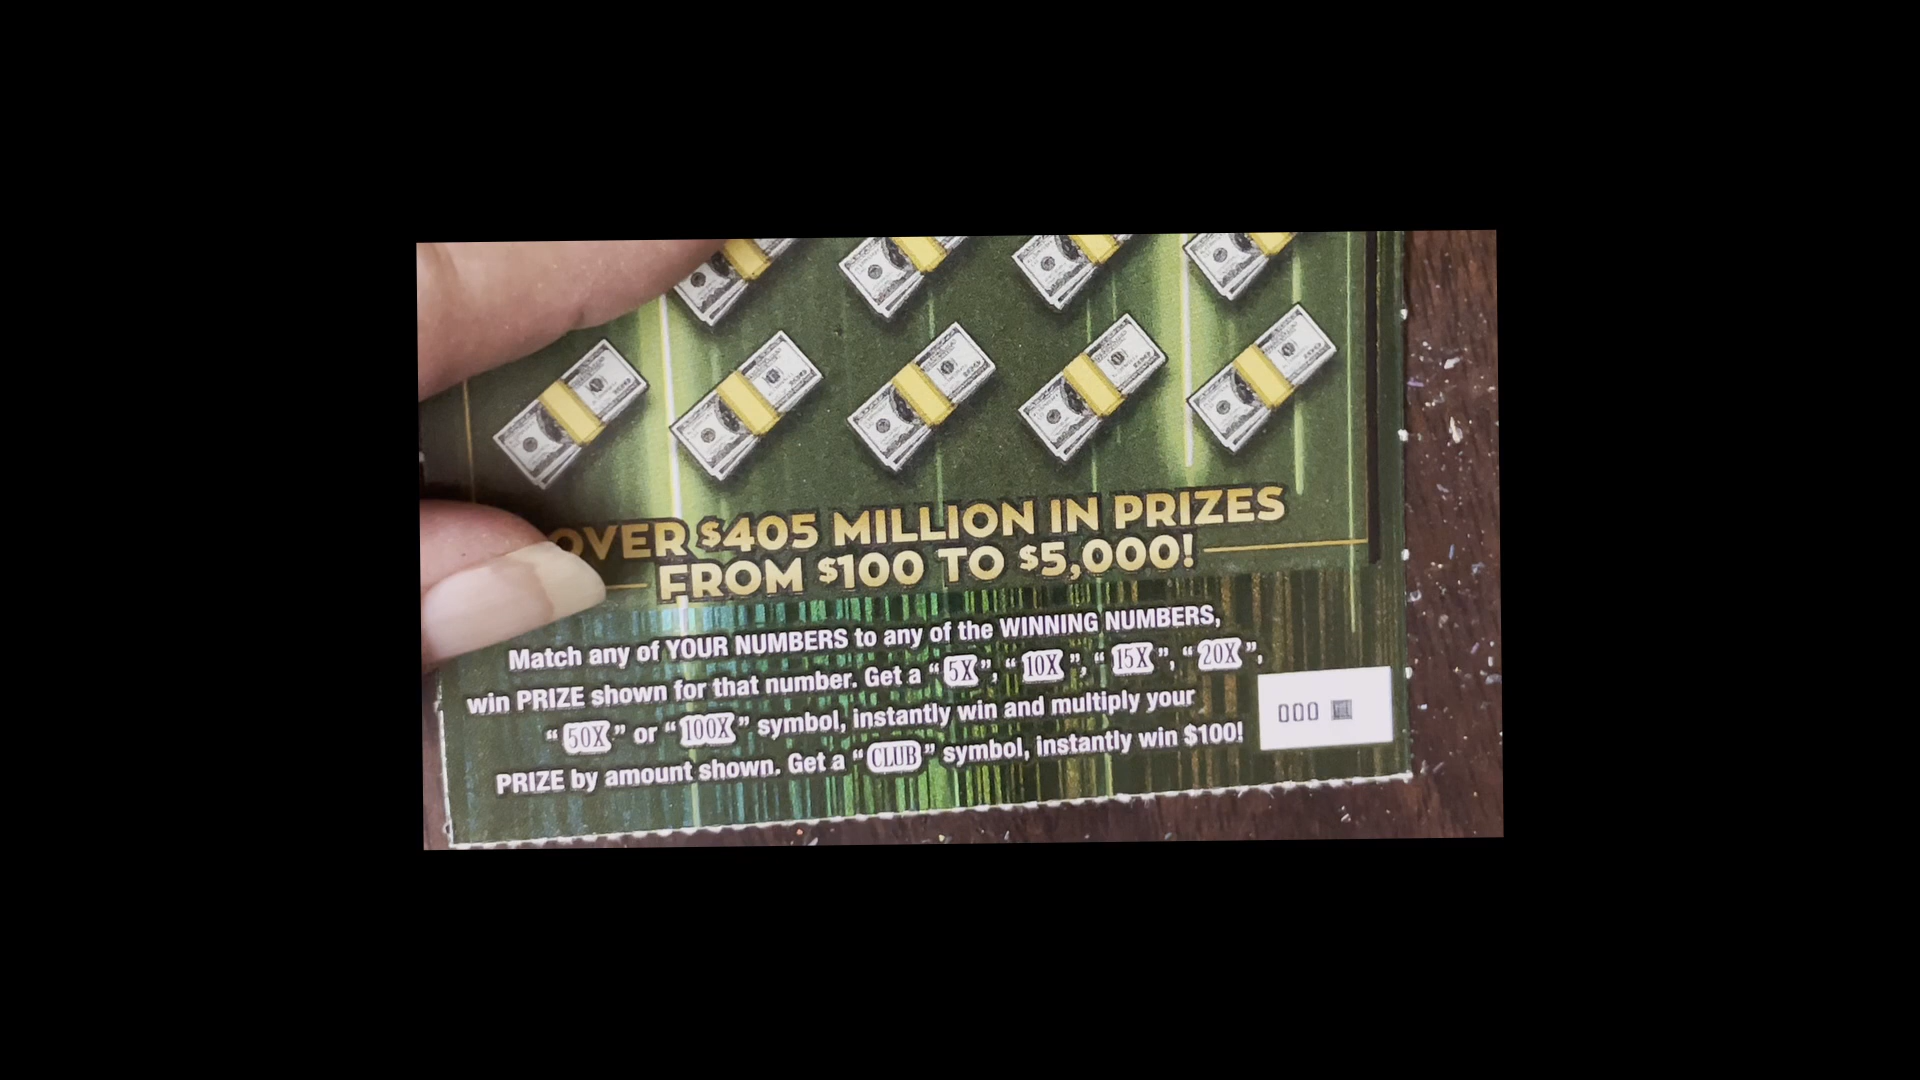 OVER $405 MILLION IN PRIZES
FROM $100 TO $5,000!
Match any of YOUR NUMBERS to any of the WINNING NUMBERS,
win PRIZE shown for that number. Get a “5X”, “10X”, “15X”, “20X”,
“50X” or “100X” symbol, instantly win and multiply your
PRIZE by amount shown. Get a “CLUB” symbol, instantly win $100!
000